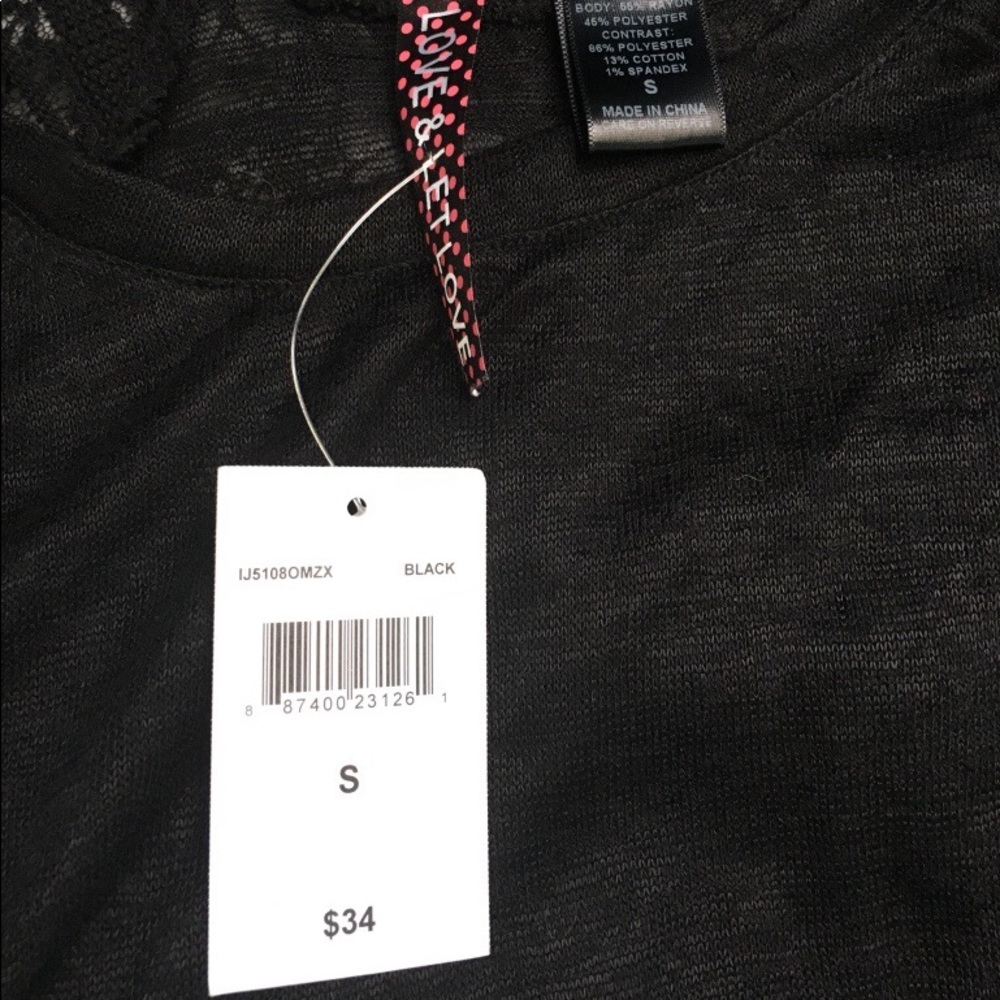 LOVE & LET LOVE
BODY: 55% RAYON
45% POLYESTER
CONTRAST:
86% POLYESTER
13% COTTON
1% SPANDEX
S
MADE IN CHINA
CARE ON REVERSE
IJ5108OMZX BLACK
8 87400 23126 1
S
$34